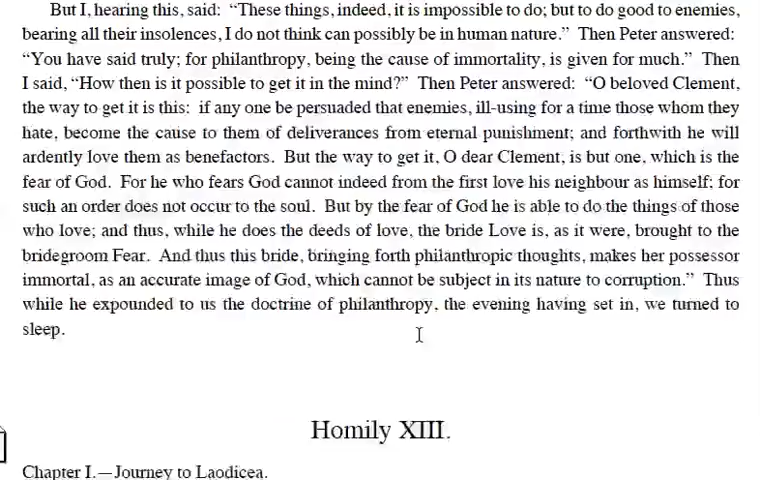 But I, hearing this, said: “These things, indeed, it is impossible to do; but to do good to enemies,
bearing all their insolences, I do not think can possibly be in human nature.” Then Peter answered:
“You have said truly; for philanthropy, being the cause of immortality, is given for much.” Then
I said, “How then is it possible to get it in the mind?” Then Peter answered: “O beloved Clement,
the way to get it is this: if any one be persuaded that enemies, ill-using for a time those whom they
hate, become the cause to them of deliverances from eternal punishment; and forthwith he will
ardently love them as benefactors. But the way to get it, O dear Clement, is but one, which is the
fear of God. For he who fears God cannot indeed from the first love his neighbour as himself; for
such an order does not occur to the soul. But by the fear of God he is able to do the things of those
who love; and thus, while he does the deeds of love, the bride Love is, as it were, brought to the
bridegroom Fear. And thus this bride, bringing forth philanthropic thoughts, makes her possessor
immortal, as an accurate image of God, which cannot be subject in its nature to corruption.” Thus
while he expounded to us the doctrine of philanthropy, the evening having set in, we turned to
sleep.
Homily XIII.
Chapter I.—Journey to Laodicea.